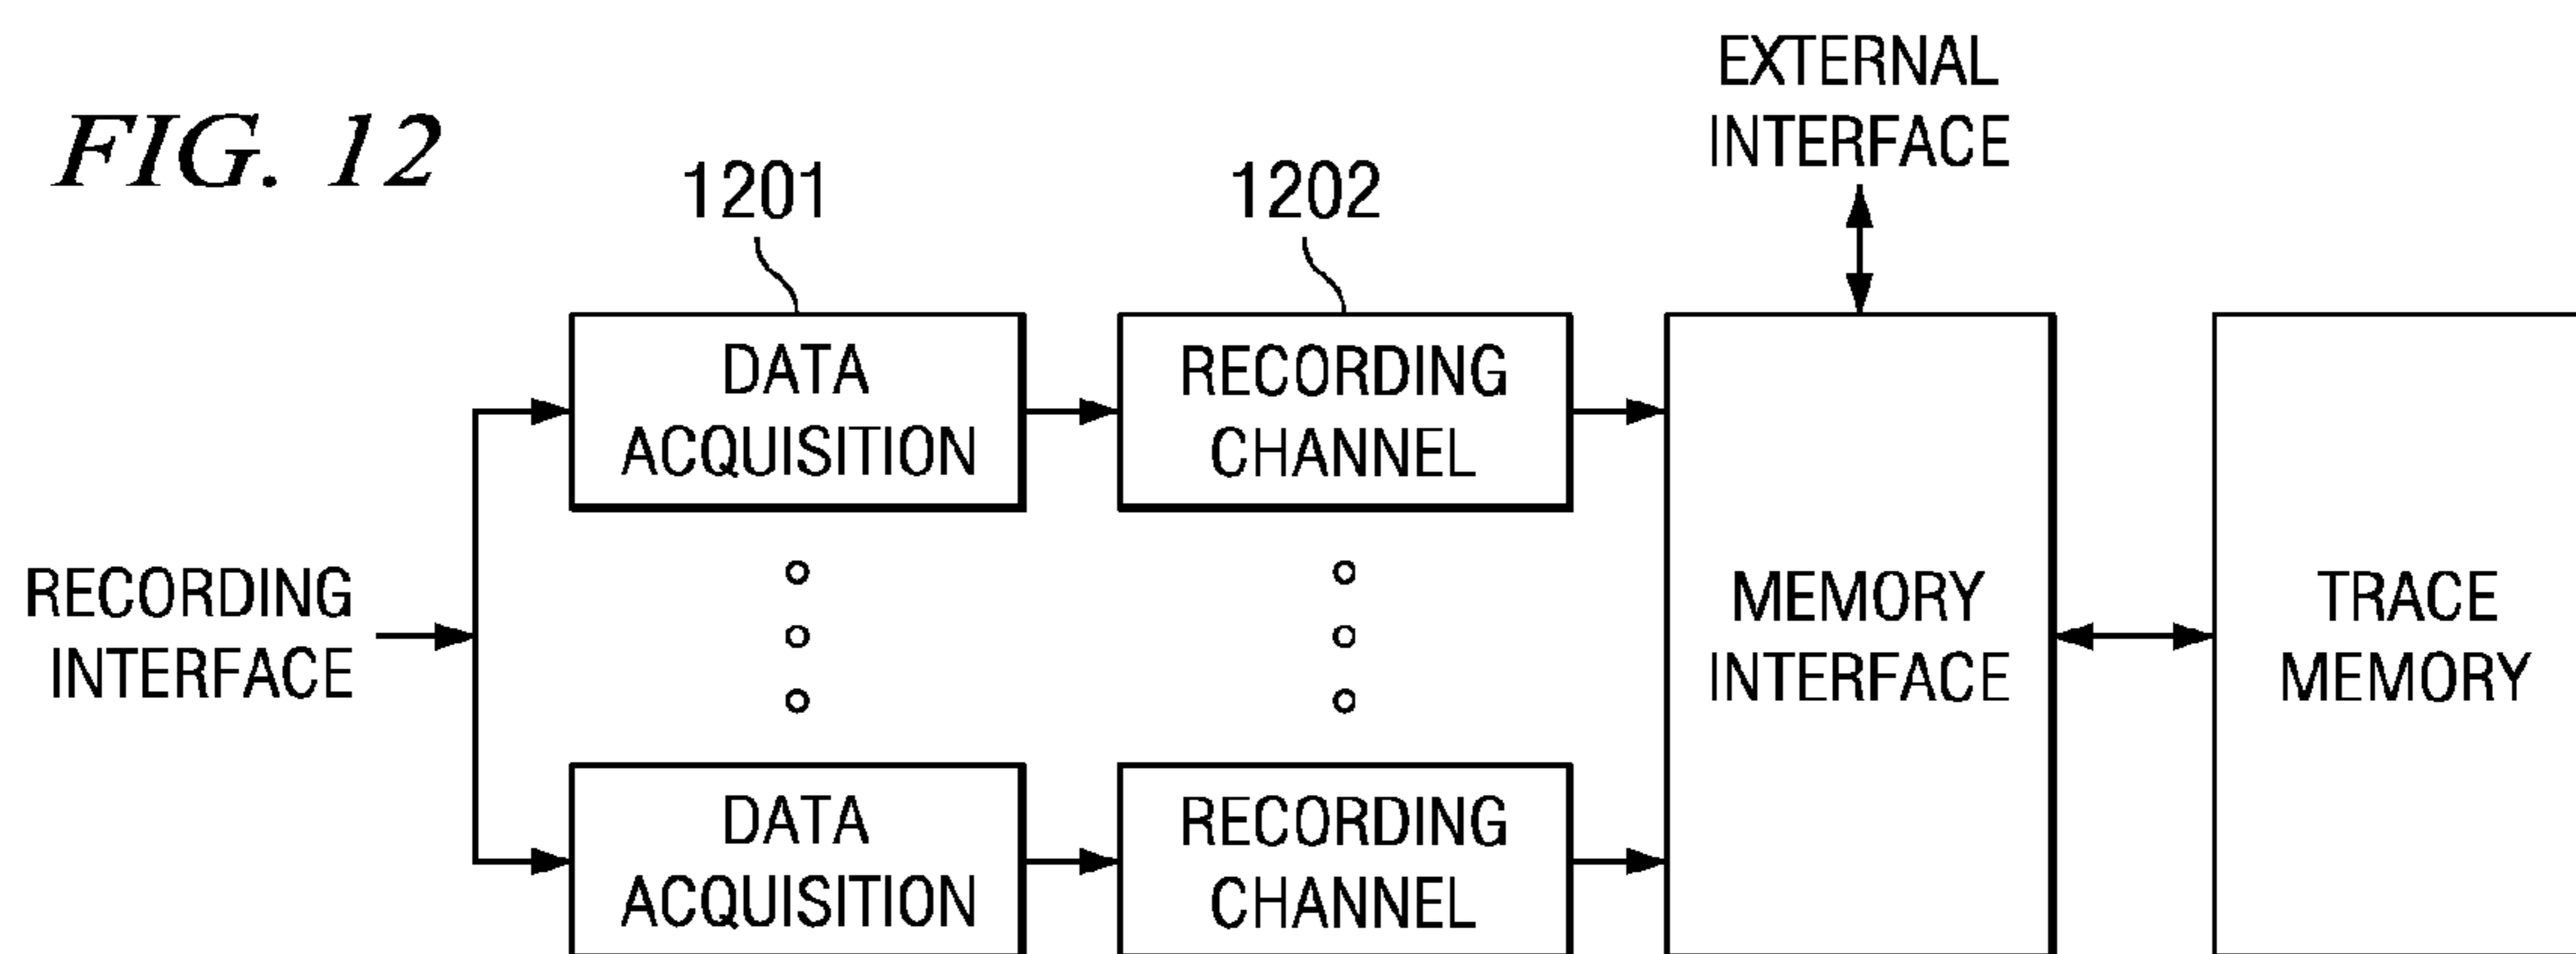 FIG. 12
EXTERNAL
INTERFACE
1201
1202
DATA
ACQUISITION
RECORDING
CHANNEL
RECORDING
INTERFACE
MEMORY
INTERFACE
TRACE
MEMORY
DATA
ACQUISITION
RECORDING
CHANNEL